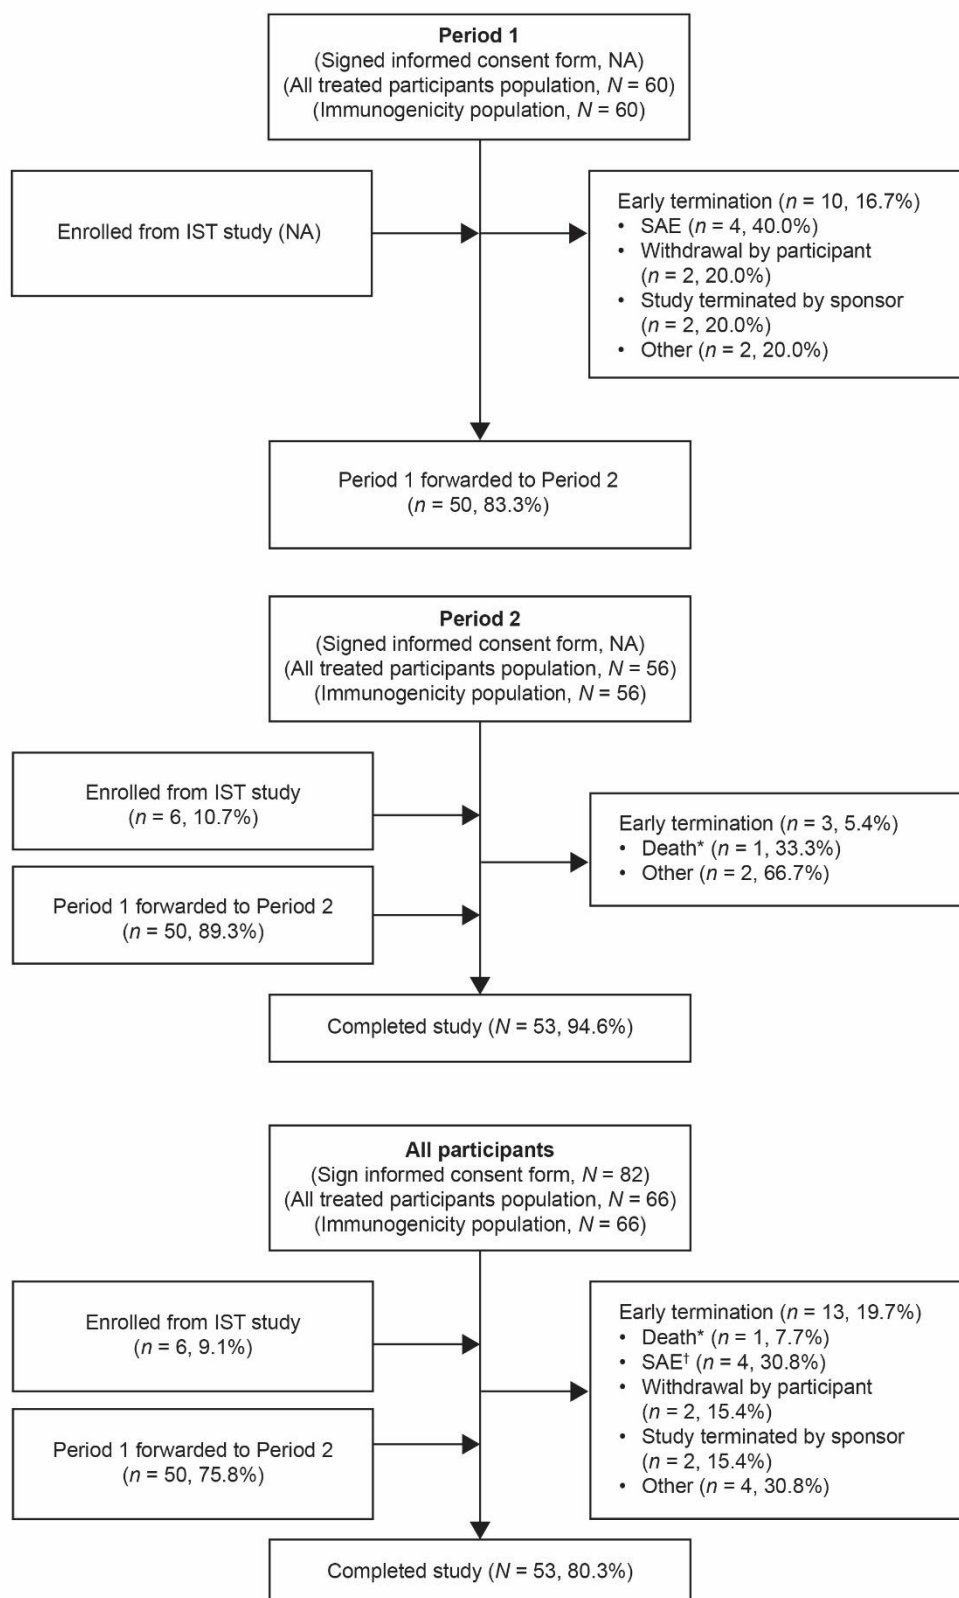 Period 1
(Signed informed consent form, NA)
(All treated participants population, N = 60)
(Immunogenicity population, N = 60)
Enrolled from IST study (NA)
Early termination (n = 10, 16.7%)
• SAE (n = 4, 40.0%)
• Withdrawal by participant
(n = 2, 20.0%)
• Study terminated by sponsor
(n = 2, 20.0%)
• Other (n = 2, 20.0%)
Period 1 forwarded to Period 2
(n = 50, 83.3%)
Period 2
(Signed informed consent form, NA)
(All treated participants population, N = 56)
(Immunogenicity population, N = 56)
Enrolled from IST study
(n = 6, 10.7%)
Period 1 forwarded to Period 2
(n = 50, 89.3%)
Early termination (n = 3, 5.4%)
• Death* (n = 1, 33.3%)
• Other (n = 2, 66.7%)
Completed study (N = 53, 94.6%)
All participants
(Sign informed consent form, N = 82)
(All treated participants population, N = 66)
(Immunogenicity population, N = 66)
Enrolled from IST study
(n = 6, 9.1%)
Period 1 forwarded to Period 2
(n = 50, 75.8%)
Early termination (n = 13, 19.7%)
• Death* (n = 1, 7.7%)
• SAE† (n = 4, 30.8%)
• Withdrawal by participant
(n = 2, 15.4%)
• Study terminated by sponsor
(n = 2, 15.4%)
• Other (n = 4, 30.8%)
Completed study (N = 53, 80.3%)